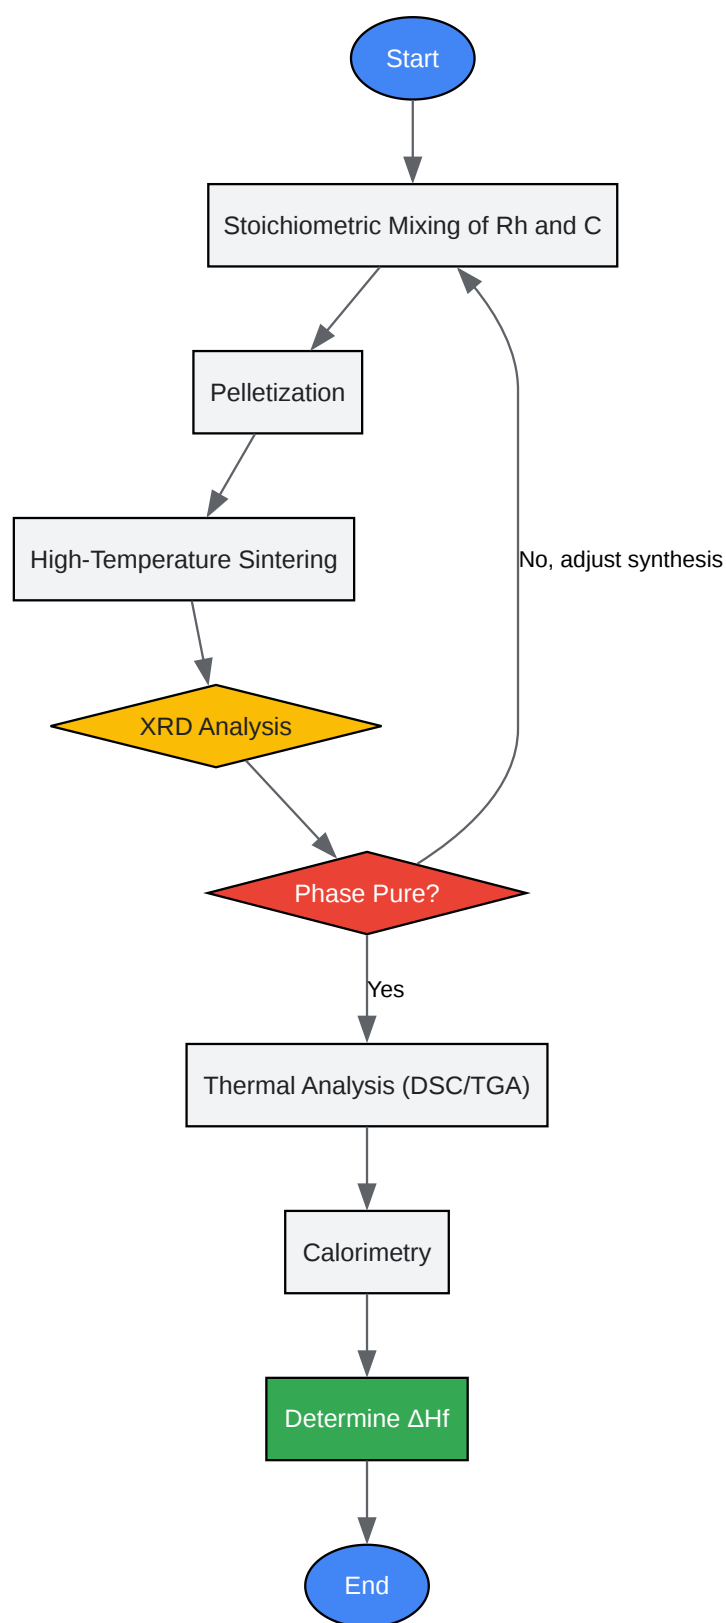 Start
Stoichiometric Mixing of Rh and C
Pelletization
High-Temperature Sintering
No, adjust synthesis
XRD Analysis
Phase Pure?
Yes
Thermal Analysis (DSC/TGA)
Calorimetry
Determine ΔHf
End